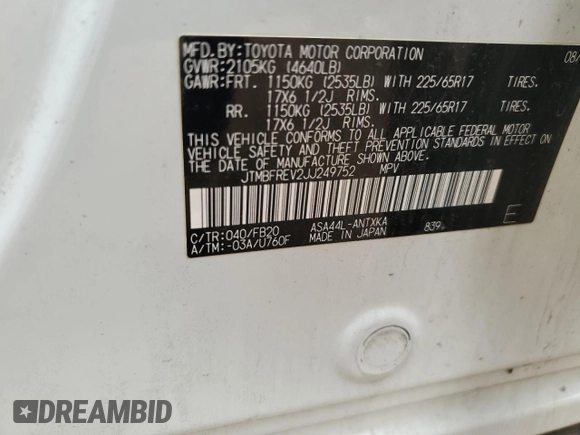 MFD. BY: TOYOTA MOTOR CORPORATION 08/
GVWR: 2105KG (4640LB)
GAWR: FRT. 1150KG (2535LB) WITH 225/65R17 TIRES.
17X6 1/2J RIMS.
RR. 1150KG (2535LB) WITH 225/65R17 TIRES.
17X6 1/2J RIMS.
THIS VEHICLE CONFORMS TO ALL APPLICABLE FEDERAL MOTOR
VEHICLE SAFETY AND THEFT PREVENTION STANDARDS IN EFFECT ON
THE DATE OF MANUFACTURE SHOWN ABOVE.
JTMBFREV2JJ249752 MPV
C/TR: 040/FB20 ASA44L-ANTXKA 839
A/TM: -03A/U760F MADE IN JAPAN
E
DREAMBID